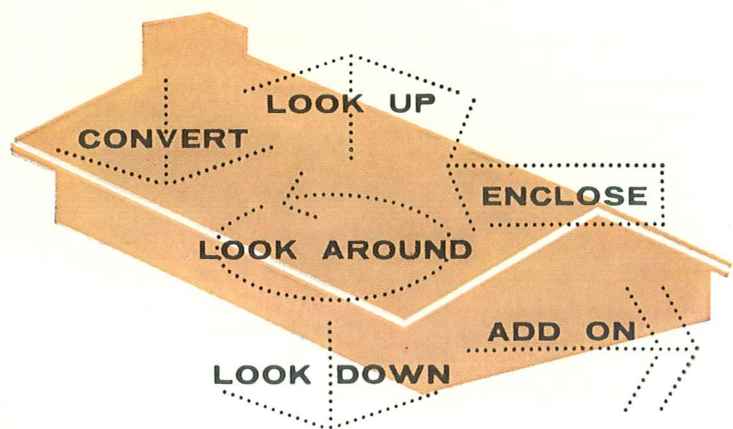 LOOK UP
CONVERT
ENCLOSE
LOOK AROUND
ADD ON
LOOK DOWN